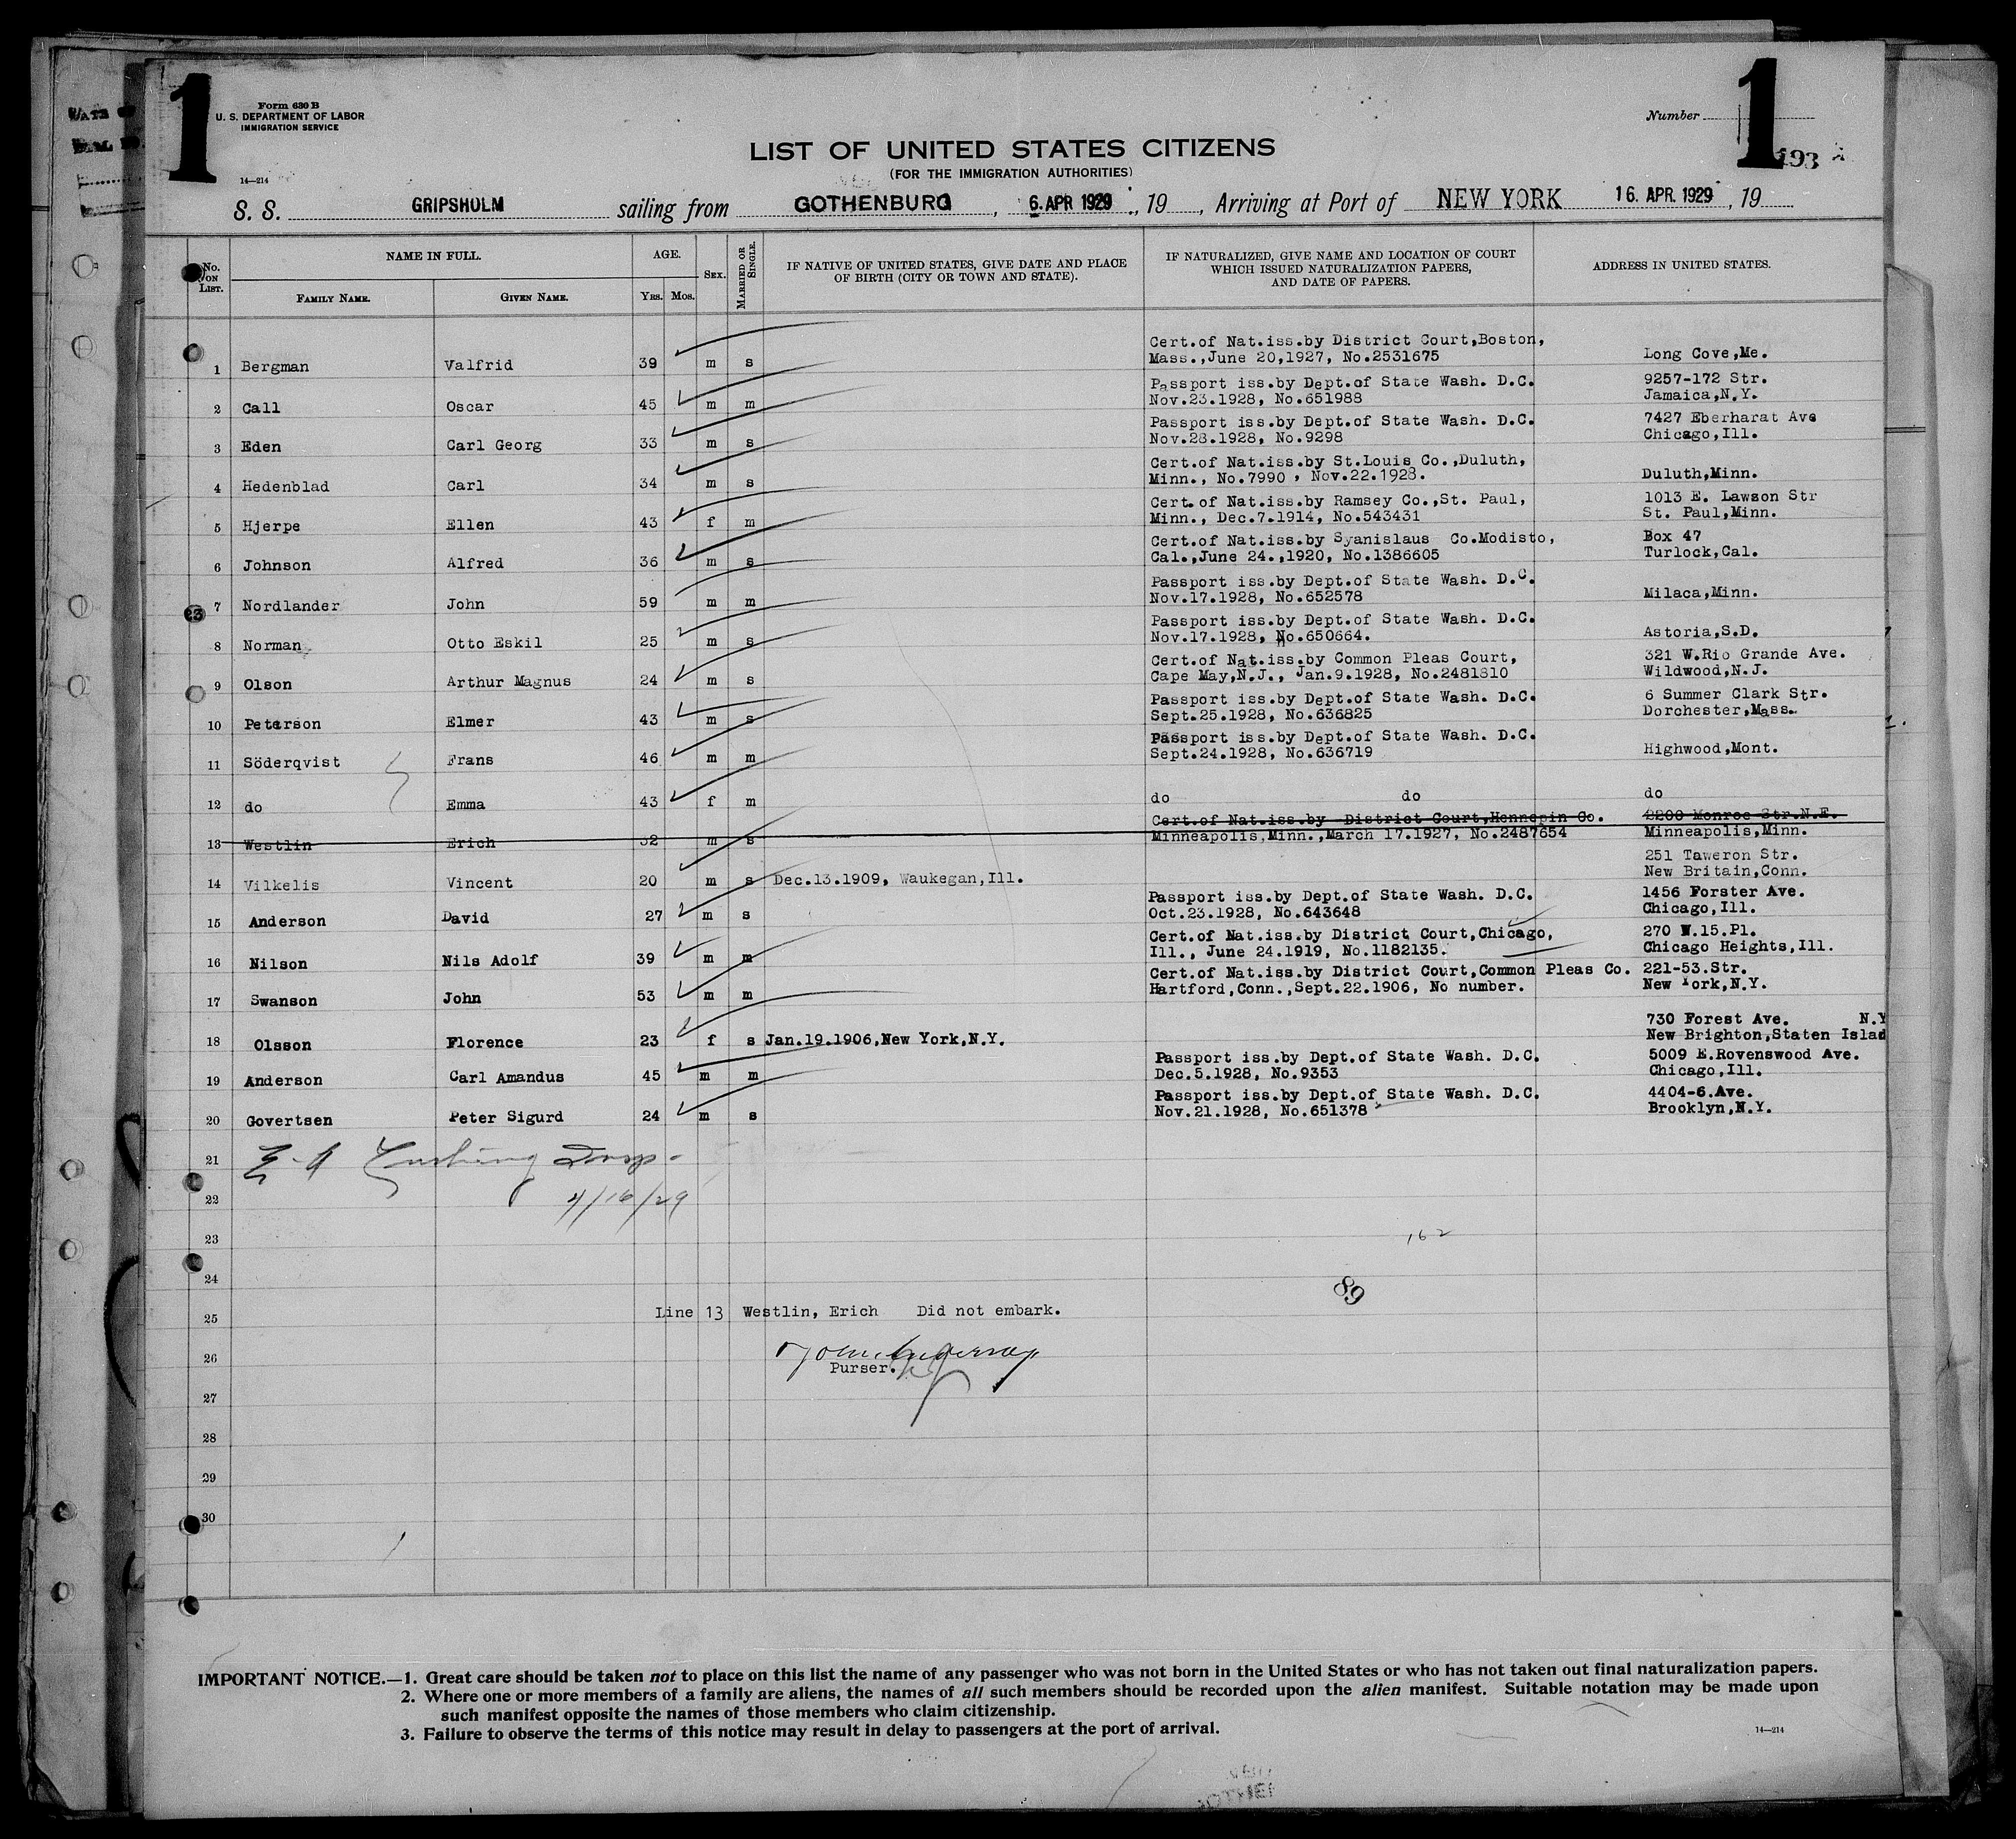 1
1
Form 630 B
U. S. DEPARTMENT OF LABOR
IMMIGRATION SERVICE
14—214
Number
193
LIST OF UNITED STATES CITIZENS
(FOR THE IMMIGRATION AUTHORITIES)
S. S. GRIPSHOLM sailing from GOTHENBURG, 6. APR 1929, 19, Arriving at Port of NEW YORK 16. APR. 1929, 19
No. ON LIST. NAME IN FULL. AGE. SEX. MARRIED OR SINGLE. IF NATIVE OF UNITED STATES, GIVE DATE AND PLACE OF BIRTH (CITY OR TOWN AND STATE). IF NATURALIZED, GIVE NAME AND LOCATION OF COURT WHICH ISSUED NATURALIZATION PAPERS, AND DATE OF PAPERS. ADDRESS IN UNITED STATES.
FAMILY NAME. GIVEN NAME. YRS. MOS.
Cert.of Nat.iss.by District Court,Boston,
1 Bergman Valfrid 39 m s Mass.,June 20,1927, No.2531675 Long Cove,Me.
Passport iss.by Dept.of State Wash. D.C. 9257-172 Str.
2 Call Oscar 45 m m Nov.23.1928, No.651988 Jamaica,N.Y.
Passport iss.by Dept.of State Wash. D.C. 7427 Eberharat Ave
3 Eden Carl Georg 33 m s Nov.28.1928, No.9298 Chicago,Ill.
Cert.of Nat.iss.by St.Louis Co.,Duluth,
4 Hedenblad Carl 34 m s Minn., No.7990 , Nov.22.1928. Duluth,Minn.
Cert. of Nat.iss.by Ramsey Co.,St. Paul, 1013 E. Lawson Str
5 Hjerpe Ellen 43 f m Minn., Dec.7.1914, No.543431 St. Paul,Minn.
Cert.of Nat.iss.by Syanislaus Co.Modisto, Box 47
6 Johnson Alfred 36 m s Cal.,June 24.,1920, No.1386605 Turlock,Cal.
Passport iss.by Dept.of State Wash. D.C.
23 7 Nordlander John 59 m m Nov.17.1928, No.652578 Milaca,Minn.
Passport iss.by Dept.of State Wash. D.C.
8 Norman Otto Eskil 25 m s Nov.17.1928, No.650664. Astoria,S.D.
Cert.of Nat.iss.by Common Pleas Court, 321 W.Rio Grande Ave.
9 Olson Arthur Magnus 24 m s Cape May,N.J., Jan.9.1928, No.2481810 Wildwood,N.J.
Passport iss.by Dept.of State Wash. D.C. 6 Summer Clark Str.
10 Peterson Elmer 43 m s Sept.25.1928, No.636825 Dorchester,Mass.
Passport iss.by Dept.of State Wash. D.C.
11 Söderqvist Frans 46 m m Sept.24.1928, No.636719 Highwood,Mont.
12 do Emma 43 f m do do do
Cert.of Nat.iss.by District Court,Hennepin Co. 2200 Monroe Str.N.E.
13 Westlin Erich 32 m s Minneapolis,Minn.,March 17.1927, No.2487654 Minneapolis,Minn.
251 Taweron Str.
14 Vilkelis Vincent 20 m s Dec.13.1909, Waukegan,Ill. New Britain,Conn.
Passport iss.by Dept.of State Wash. D.C. 1456 Forster Ave.
15 Anderson David 27 m s Oct.23.1928, No.643648 Chicago,Ill.
Cert.of Nat.iss.by District Court,Chicago, 270 W.15.Pl.
16 Nilson Nils Adolf 39 m m Ill., June 24.1919, No.1182135. Chicago Heights,Ill.
Cert.of Nat.iss.by District Court,Common Pleas Co. 221-53.Str.
17 Swanson John 53 m m Hartford,Conn.,Sept.22.1906, No number. New York,N.Y.
730 Forest Ave. N.Y
18 Olsson Florence 23 f s Jan.19.1906,New York,N.Y. New Brighton,Staten Islad
Passport iss.by Dept.of State Wash. D.C. 5009 E.Rovenswood Ave.
19 Anderson Carl Amandus 45 m m Dec.5.1928, No.9353 Chicago,Ill.
Passport iss.by Dept.of State Wash. D.C. 4404-6.Ave.
20 Govertsen Peter Sigurd 24 m s Nov.21.1928, No.651378 Brooklyn,N.Y.
21
22 4/16/29
23 162
24
89
25 Line 13 Westlin, Erich Did not embark.
26 Purser.
27
28
29
30
IMPORTANT NOTICE.—1. Great care should be taken not to place on this list the name of any passenger who was not born in the United States or who has not taken out final naturalization papers.
2. Where one or more members of a family are aliens, the names of all such members should be recorded upon the alien manifest. Suitable notation may be made upon
such manifest opposite the names of those members who claim citizenship.
3. Failure to observe the terms of this notice may result in delay to passengers at the port of arrival.
14—214